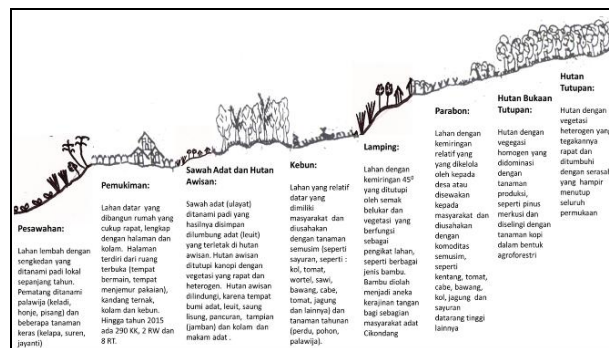 Pesawahan:
Lahan lembah dengan
sengkedan yang
ditanami padi lokal
sepanjang tahun.
Pematang ditanami
palawija (keladi,
honje, pisang) dan
beberapa tanaman
keras (kelapa, suren,
jayanti)
Pemukiman:
Lahan datar yang
dibangun rumah yang
cukup rapat, lengkap
dengan halaman dan
kolam. Halaman
terdiri dari ruang
terbuka (tempat
bermain, tempat
menjemur pakaian),
kandang ternak,
kolam dan kebun.
Hingga tahun 2015
ada 290 KK, 2 RW dan
8 RT.
Sawah Adat dan Hutan
Awisan:
Sawah adat (ulayat)
ditanami padi yang
hasilnya disimpan
dilumbung adat (leuit)
yang terletak di hutan
awisan. Hutan awisan
ditutupi kanopi dengan
vegetasi yang rapat dan
heterogen. Hutan awisan
dilindungi, karena tempat
bumi adat, leuit, saung
lisung, pancuran, tampian
(jamban) dan kolam dan
makam adat .
Kebun:
Lahan yang relatif
datar yang
dimiliki
masyarakat dan
diusahakan
dengan tanaman
semusim (seperti
sayuran, seperti :
kol, tomat,
wortel, sawi,
bawang, cabe,
tomat, jagung
dan lainnya) dan
tanaman tahunan
(perdu, pohon,
palawija).
Lamping:
Lahan dengan
kemiringan 45⁰
yang ditutupi
oleh semak
belukar dan
vegetasi yang
berfungsi
sebagai
pengikat lahan,
seperti berbagai
jenis bambu.
Bambu diolah
menjadi aneka
kerajinan tangan
bagi sebagian
masyarakat adat
Cikondang
Parabon:
Lahan dengan
kemiringan
relatif yang
yang dikelola
oleh kepada
desa atau
disewakan
kepada
masyarakat dan
diusahakan
dengan
komoditas
semusim,
seperti
kentang, tomat,
cabe, bawang,
kol, jagung dan
sayuran
dataran tinggi
lainnya
Hutan Bukaan
Tutupan:
Hutan dengan
vegegasi
homogen yang
didominasi
dengan
tanaman
produksi,
seperti pinus
merkusi dan
diselingi dengan
tanaman kopi
dalam bentuk
agroforestri
Hutan
Tutupan:
Hutan dengan
vegetasi
heterogen yang
tegakannya
rapat dan
ditumbuhi
dengan serasah
yang hampir
menutup
seluruh
permukaan